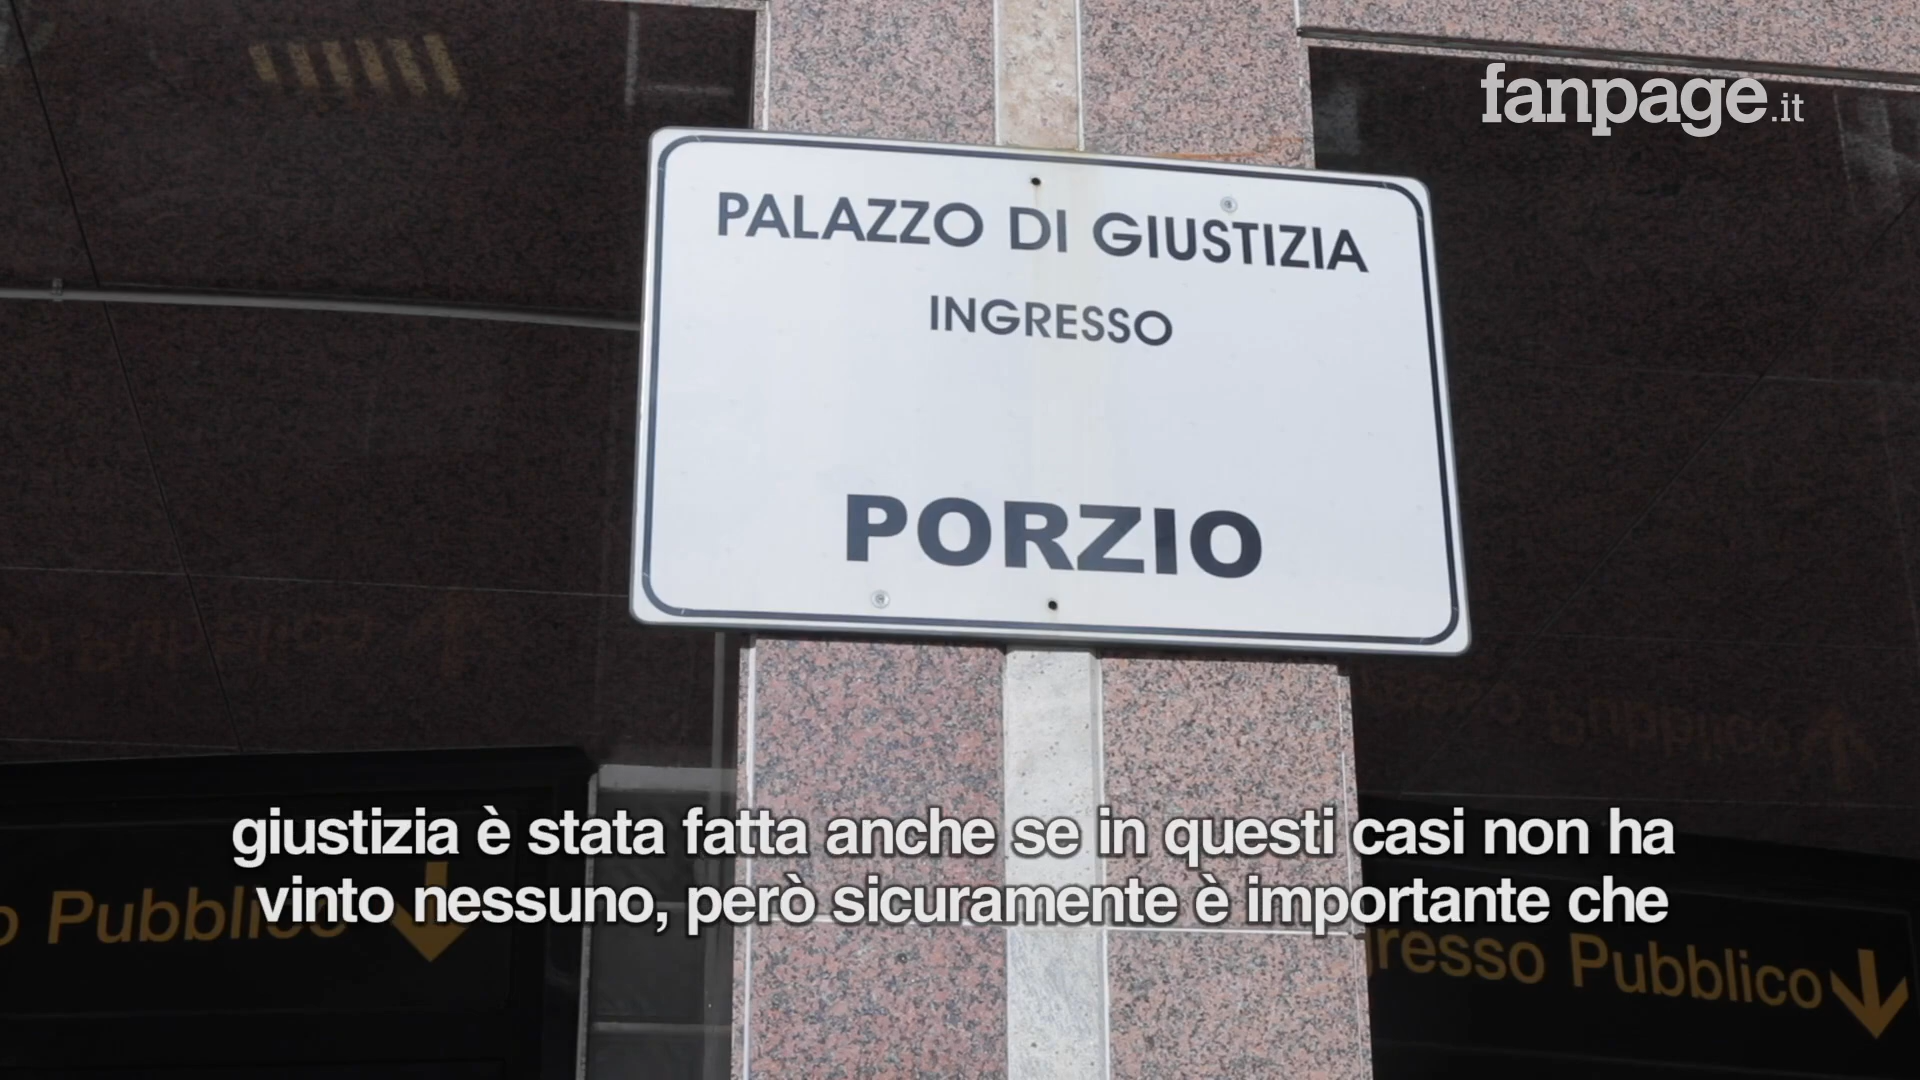 fanpage.it
PALAZZO DI GIUSTIZIA
INGRESSO
PORZIO
giustizia è stata fatta anche se in questi casi non ha
vinto nessuno, però sicuramente è importante che
o Pubblico
gresso Pubblico